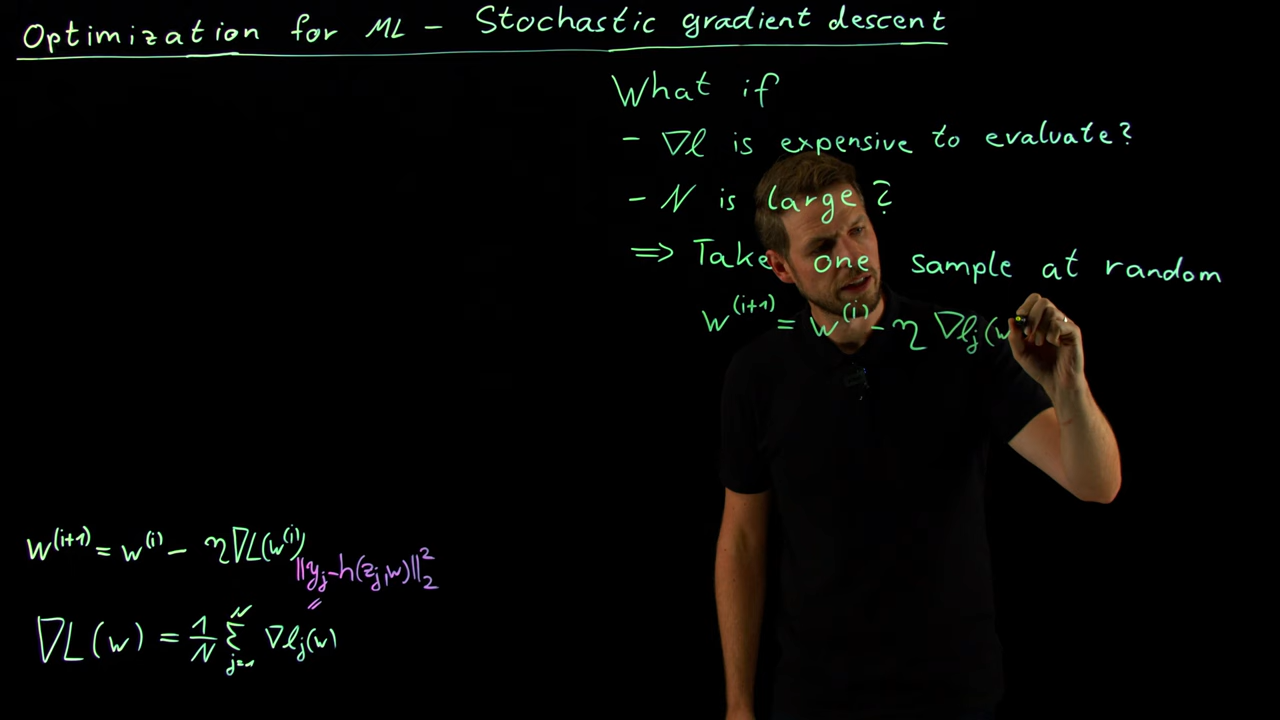 Optimization for ML – Stochastic gradient descent
What if
- ∇ℓ is expensive to evaluate?
- N is large?
⇒ Take one sample at random
w^(i+1) = w^(i) - η ∇ℓ_j(w
w^(i+1) = w^(i) - η∇L(w^(i))
||y_j - h(z_j, w)||_2^2
∇L(w) = 1/N ∑_{j=1}^N ∇ℓ_j(w)